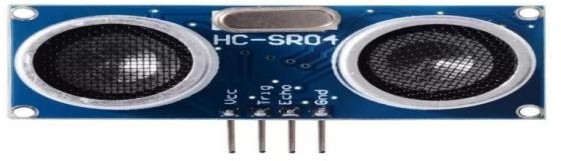 HC-SR04
Vcc
Trig
Echo
Gnd